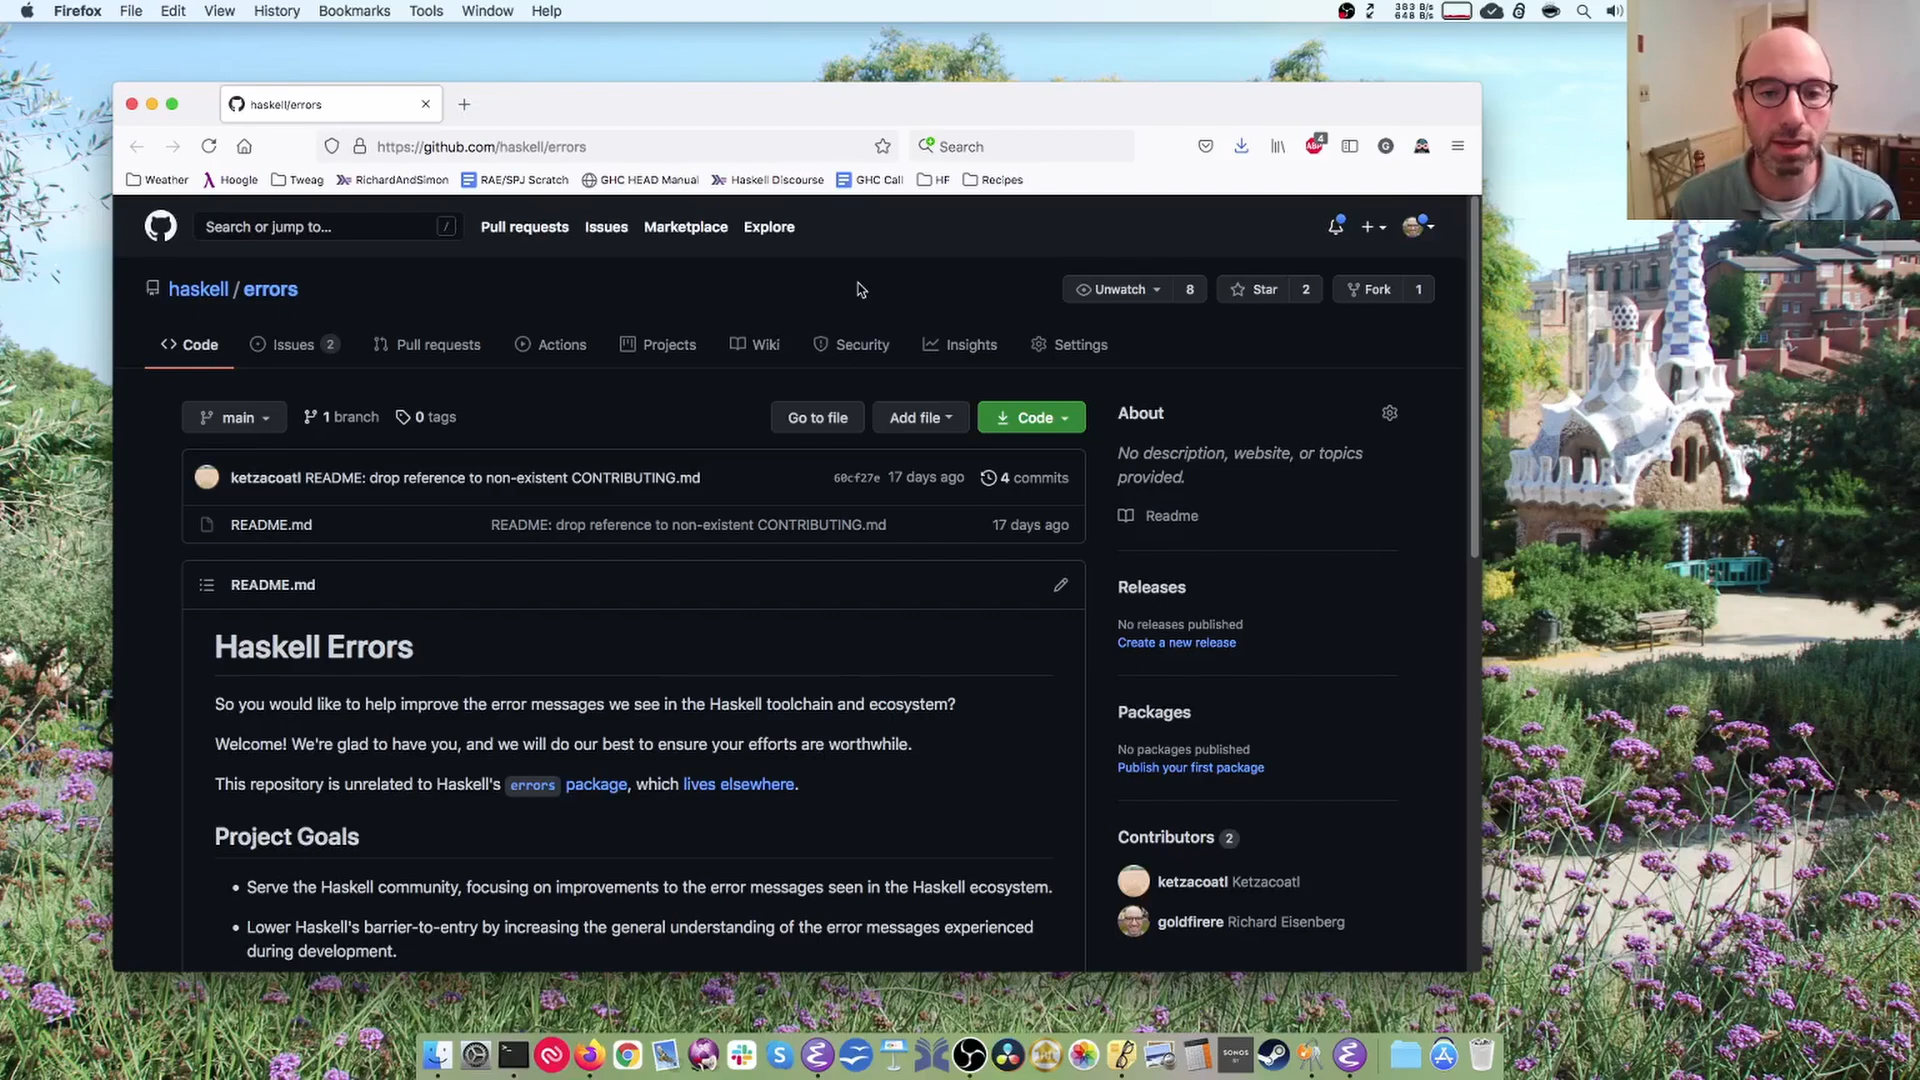 Firefox File Edit View History Bookmarks Tools Window Help
383 B/s
648 B/s
haskell/errors
https://github.com/haskell/errors
Search
4
Weather Hoogle Tweag RichardAndSimon RAE/SPJ Scratch GHC HEAD Manual Haskell Discourse GHC Call HF Recipes
Search or jump to... /
Pull requests Issues Marketplace Explore
haskell / errors
Unwatch 8 Star 2 Fork 1
Code Issues 2 Pull requests Actions Projects Wiki Security Insights Settings
main 1 branch 0 tags
Go to file Add file Code
ketzacoatl README: drop reference to non-existent CONTRIBUTING.md 60cf27e 17 days ago 4 commits
README.md README: drop reference to non-existent CONTRIBUTING.md 17 days ago
README.md
Haskell Errors
So you would like to help improve the error messages we see in the Haskell toolchain and ecosystem?
Welcome! We're glad to have you, and we will do our best to ensure your efforts are worthwhile.
This repository is unrelated to Haskell's errors package, which lives elsewhere.
Project Goals
• Serve the Haskell community, focusing on improvements to the error messages seen in the Haskell ecosystem.
• Lower Haskell's barrier-to-entry by increasing the general understanding of the error messages experienced
during development.
About
No description, website, or topics
provided.
Readme
Releases
No releases published
Create a new release
Packages
No packages published
Publish your first package
Contributors 2
ketzacoatl Ketzacoatl
goldfirere Richard Eisenberg
SONOS